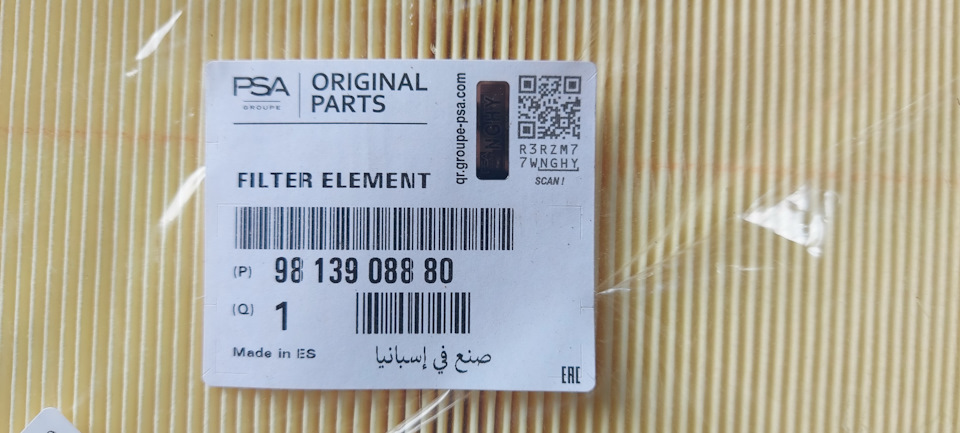 PSA
GROUPE
ORIGINAL
PARTS
qr.groupe-psa.com
NGHY
R3RZM7
7WNGHY
SCAN!
FILTER ELEMENT
(P) 98 139 088 80
(Q) 1
Made in ES
صنع في إسبانيا
EAC